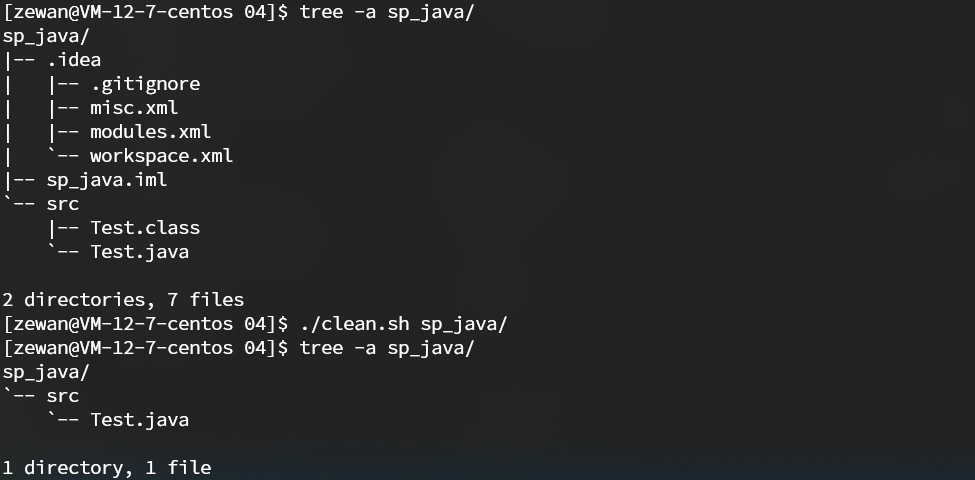 [zewan@VM-12-7-centos 04]$ tree -a sp_java/
sp_java/
|-- .idea
|   |-- .gitignore
|   |-- misc.xml
|   |-- modules.xml
|   `-- workspace.xml
|-- sp_java.iml
`-- src
    |-- Test.class
    `-- Test.java
2 directories, 7 files
[zewan@VM-12-7-centos 04]$ ./clean.sh sp_java/
[zewan@VM-12-7-centos 04]$ tree -a sp_java/
sp_java/
`-- src
    `-- Test.java
1 directory, 1 file